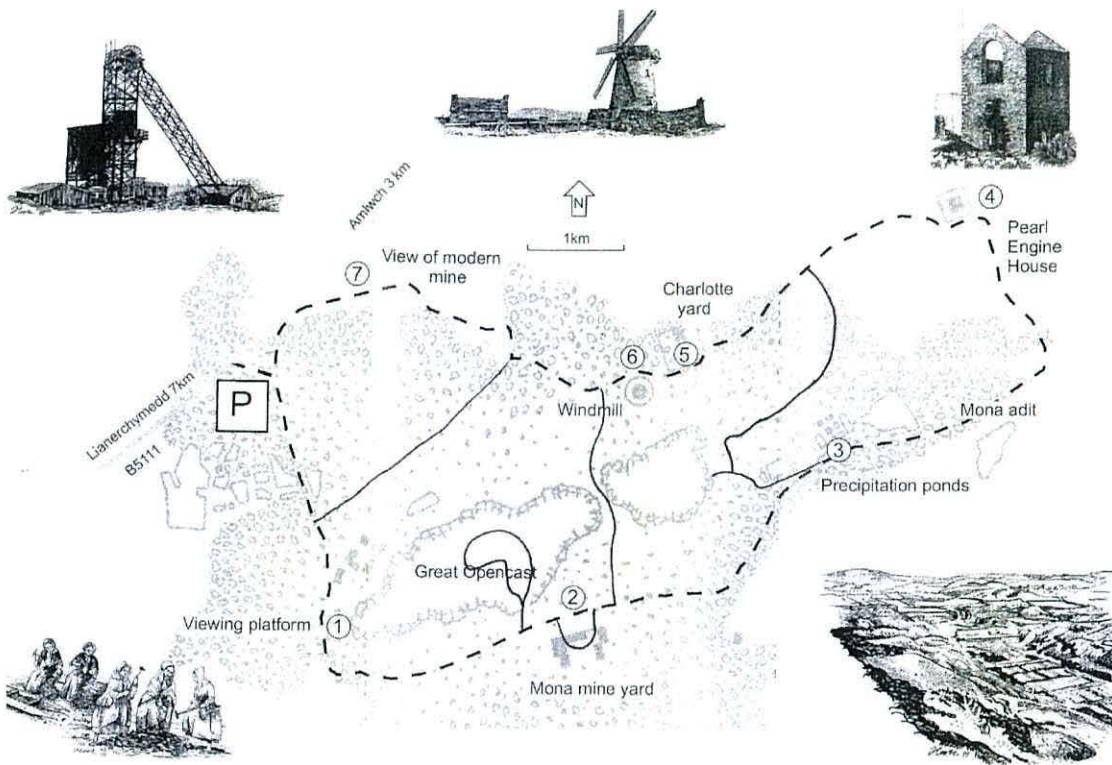 Amlwch 3 km
N
1km
4
Pearl
Engine
House
7
View of modern
mine
Charlotte
yard
6
5
P
Lianerchymedd 7km
B5111
Windmill
Mona adit
3
Precipitation ponds
Great Opencast
2
Viewing platform
1
Mona mine yard